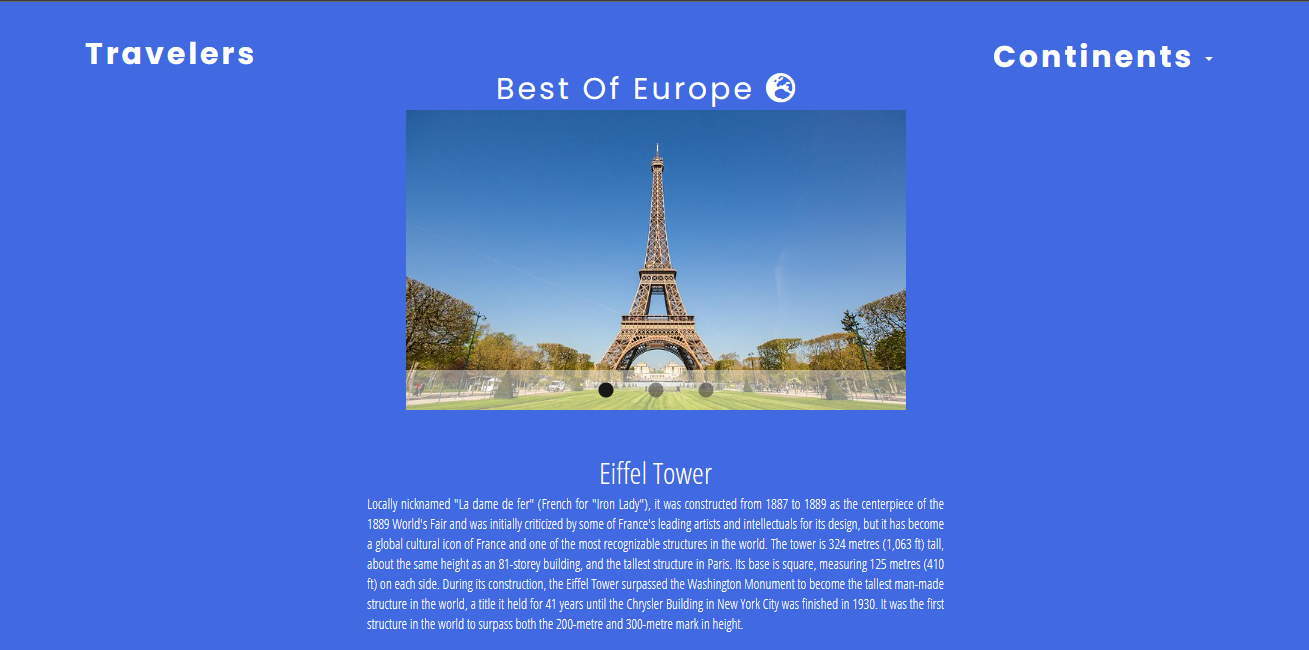 Travelers
Continents
Best Of Europe
Eiffel Tower
Locally nicknamed "La dame de fer" (French for "Iron Lady"), it was constructed from 1887 to 1889 as the centerpiece of the
1889 World's Fair and was initially criticized by some of France's leading artists and intellectuals for its design, but it has become
a global cultural icon of France and one of the most recognizable structures in the world. The tower is 324 metres (1,063 ft) tall,
about the same height as an 81-storey building, and the tallest structure in Paris. Its base is square, measuring 125 metres (410
ft) on each side. During its construction, the Eiffel Tower surpassed the Washington Monument to become the tallest man-made
structure in the world, a title it held for 41 years until the Chrysler Building in New York City was finished in 1930. It was the first
structure in the world to surpass both the 200-metre and 300-metre mark in height.